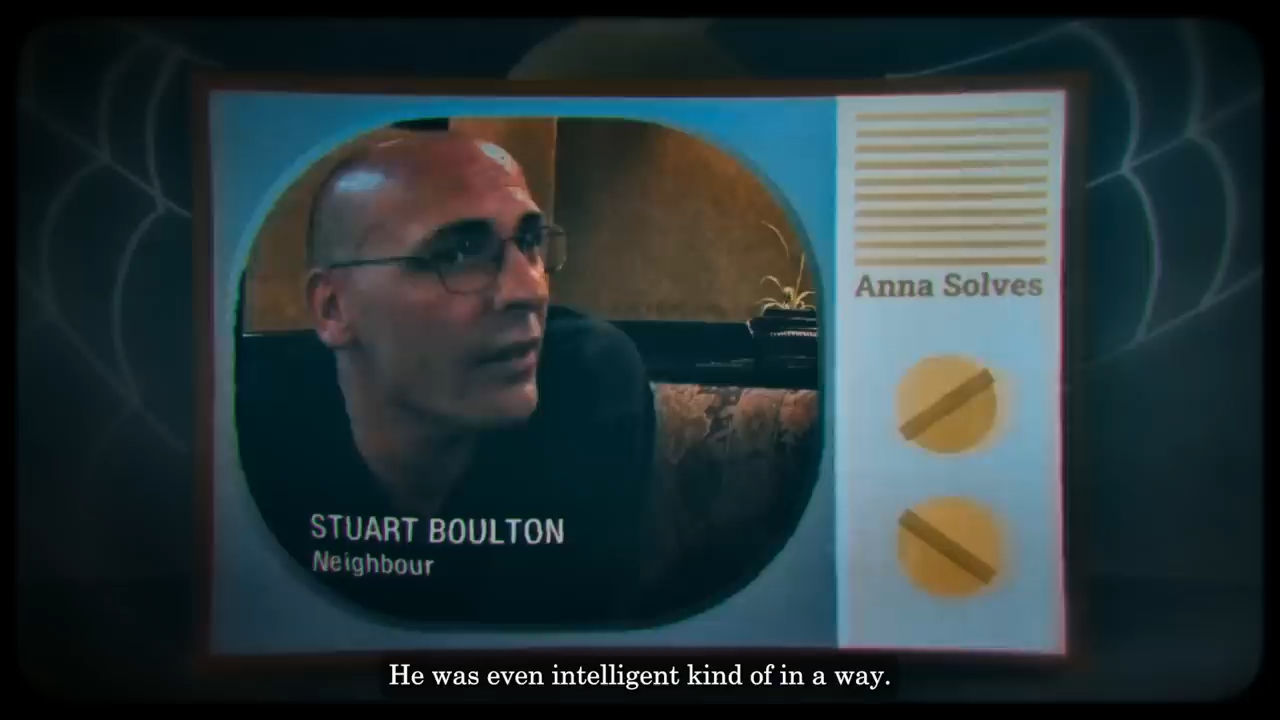 Anna Solves
STUART BOULTON
Neighbour
He was even intelligent kind of in a way.